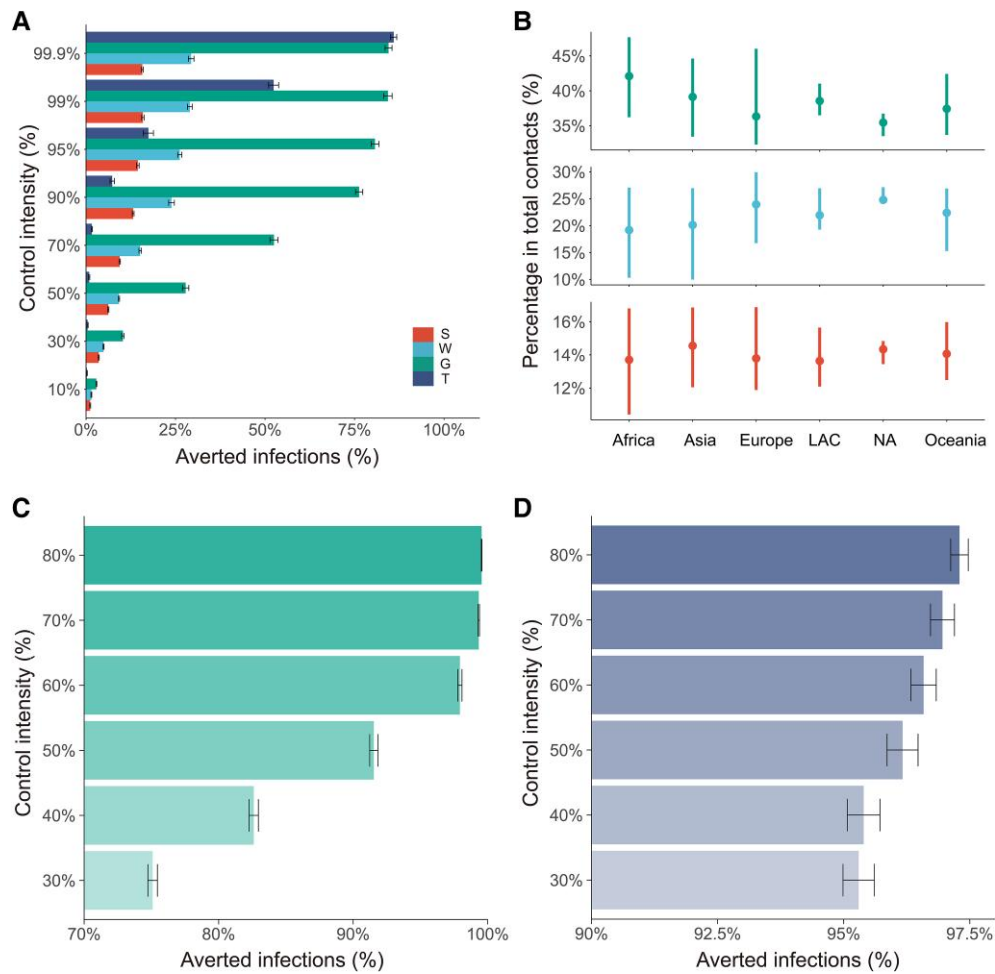 A
Control intensity (%)
99.9%
99%
95%
90%
70%
50%
30%
10%
S
W
G
T
0%
25%
50%
75%
100%
Averted infections (%)
B
Percentage in total contacts (%)
45%
40%
35%
30%
25%
20%
15%
10%
16%
14%
12%
Africa
Asia
Europe
LAC
NA
Oceania
C
Control intensity (%)
80%
70%
60%
50%
40%
30%
70%
80%
90%
100%
Averted infections (%)
D
Control intensity (%)
80%
70%
60%
50%
40%
30%
90%
92.5%
95%
97.5%
Averted infections (%)